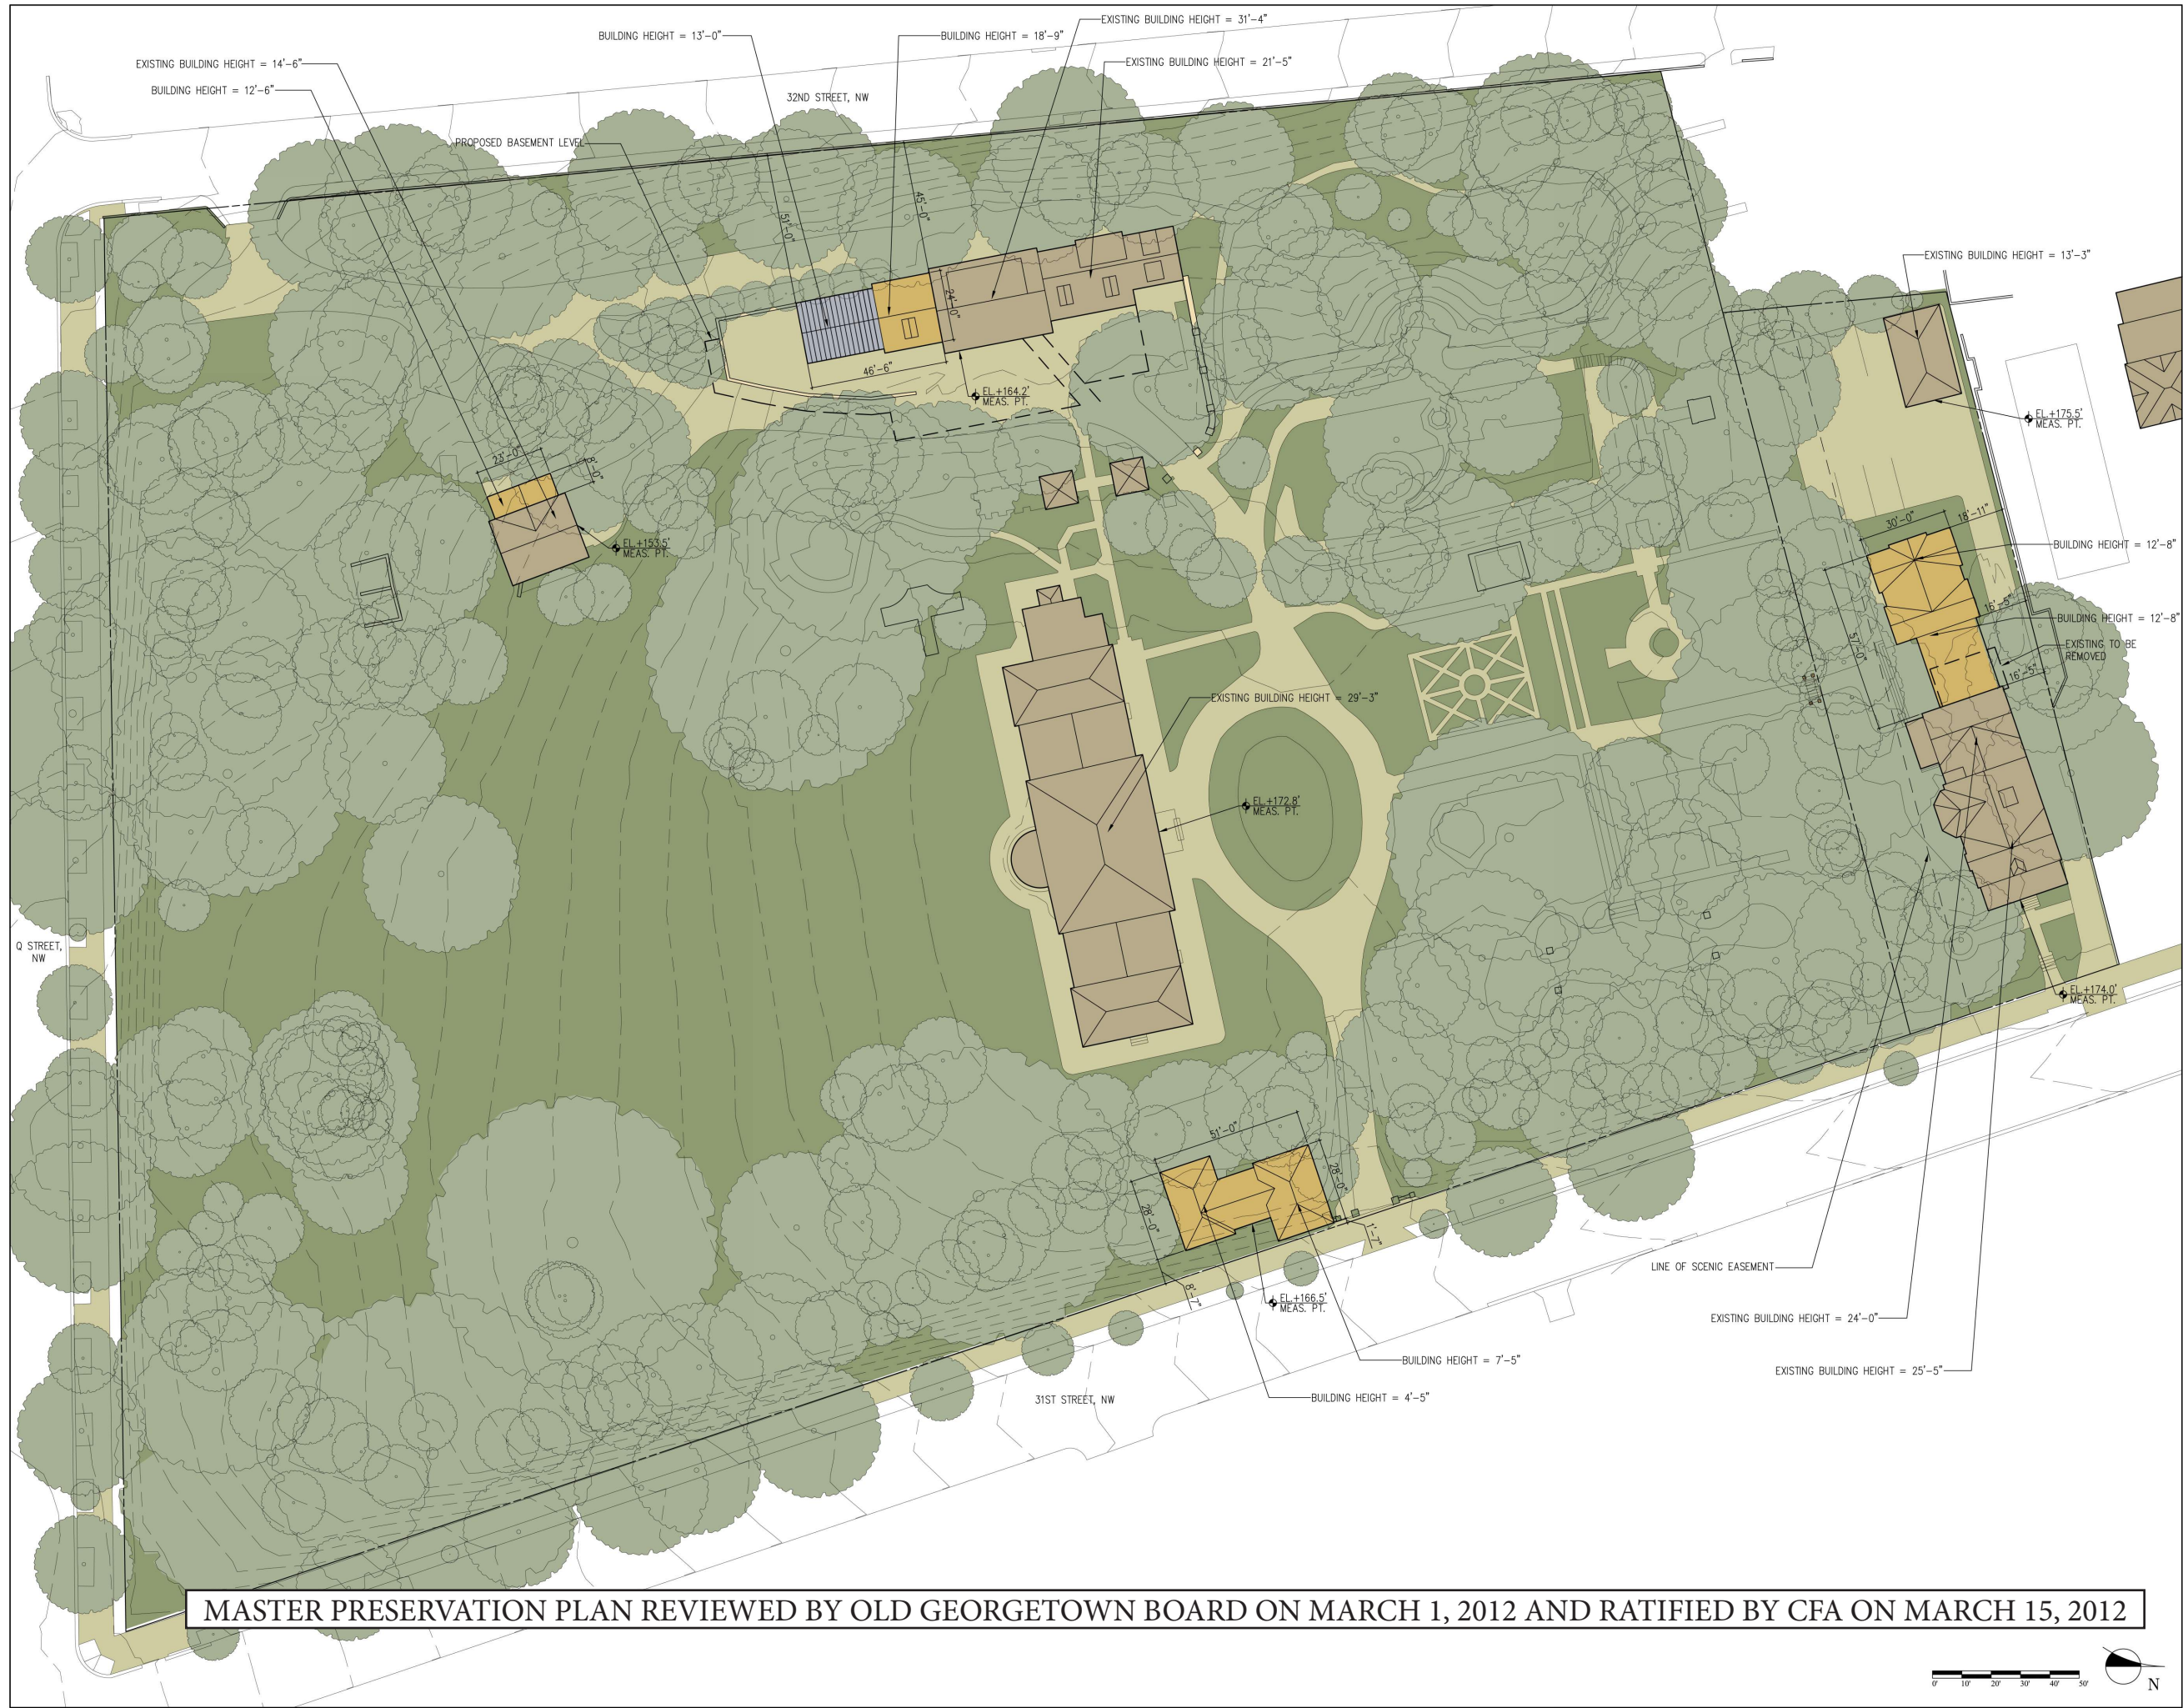 EXISTING BUILDING HEIGHT = 31'-4"
BUILDING HEIGHT = 13'-0"
BUILDING HEIGHT = 18'-9"
EXISTING BUILDING HEIGHT = 14'-6"
EXISTING BUILDING HEIGHT = 21'-5"
BUILDING HEIGHT = 12'-6"
32ND STREET, NW
PROPOSED BASEMENT LEVEL
51'-0"
45'-0"
EXISTING BUILDING HEIGHT = 13'-3"
24'-0"
46'-6"
EL.+164.2'
MEAS. PT.
EL.+175.5'
MEAS. PT.
23'-0"
8'-0"
EL.+153.5'
MEAS. PT.
30'-0"
18'-11"
BUILDING HEIGHT = 12'-8"
16'-5"
BUILDING HEIGHT = 12'-8"
57'-0"
EXISTING TO BE
REMOVED
16'-5"
EXISTING BUILDING HEIGHT = 29'-3"
EL.+172.8'
MEAS. PT.
Q STREET,
NW
EL.+174.0'
MEAS. PT.
51'-0"
28'-0"
28'-0"
1'-7"
8'-7"
LINE OF SCENIC EASEMENT
EL.+166.5'
MEAS. PT.
EXISTING BUILDING HEIGHT = 24'-0"
BUILDING HEIGHT = 7'-5"
EXISTING BUILDING HEIGHT = 25'-5"
BUILDING HEIGHT = 4'-5"
31ST STREET, NW
MASTER PRESERVATION PLAN REVIEWED BY OLD GEORGETOWN BOARD ON MARCH 1, 2012 AND RATIFIED BY CFA ON MARCH 15, 2012
0' 10' 20' 30' 40' 50'
N